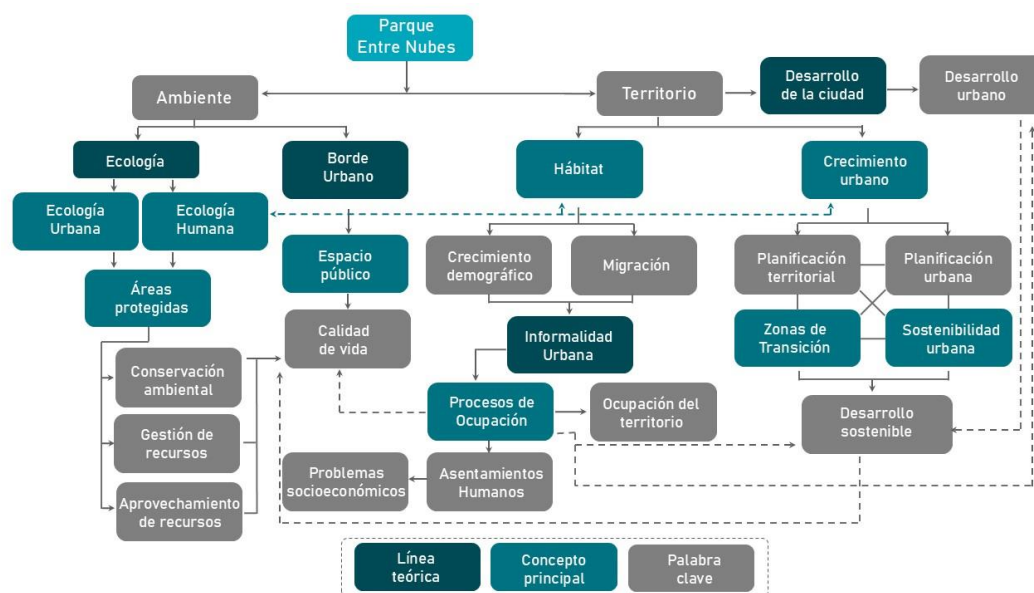 Parque
Entre Nubes
Ambiente
Territorio
Desarrollo
de la ciudad
Desarrollo
urbano
Ecología
Borde
Urbano
Hábitat
Crecimiento
urbano
Ecología
Urbana
Ecología
Humana
Espacio
público
Crecimiento
demográfico
Migración
Planificación
territorial
Planificación
urbana
Áreas
protegidas
Calidad
de vida
Informalidad
Urbana
Zonas de
Transición
Sostenibilidad
urbana
Conservación
ambiental
Procesos de
Ocupación
Ocupación del
territorio
Desarrollo
sostenible
Gestión de
recursos
Problemas
socioeconómicos
Asentamientos
Humanos
Aprovechamiento
de recursos
Línea
teórica
Concepto
principal
Palabra
clave